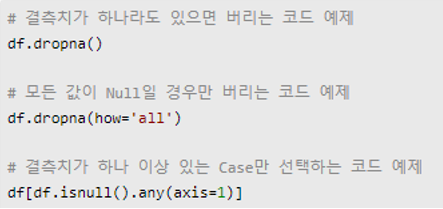 # 결측치가 하나라도 있으면 버리는 코드 예제
df.dropna()
# 모든 값이 Null일 경우만 버리는 코드 예제
df.dropna(how='all')
# 결측치가 하나 이상 있는 Case만 선택하는 코드 예제
df[df.isnull().any(axis=1)]